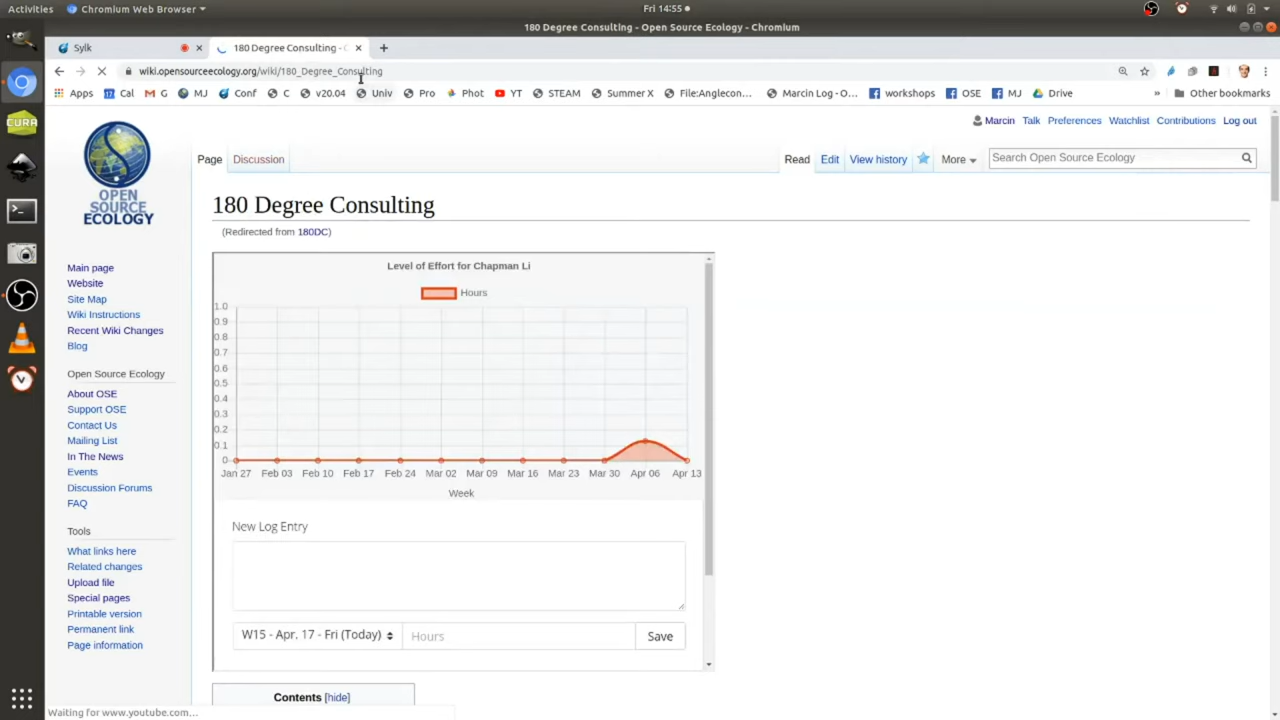 Activities Chromium Web Browser Fri 14:55
180 Degree Consulting - Open Source Ecology - Chromium
Sylk 180 Degree Consulting -
wiki.opensourceecology.org/wiki/180_Degree_Consulting
Apps Cal G MJ Conf C v20.04 Univ Pro Phot YT STEAM Summer X File:Anglecon... Marcin Log - O... workshops OSE MJ Drive » Other bookmarks
Marcin Talk Preferences Watchlist Contributions Log out
Page Discussion Read Edit View history More Search Open Source Ecology
OPEN
SOURCE
ECOLOGY
180 Degree Consulting
(Redirected from 180DC)
Level of Effort for Chapman Li
Hours
1.0
0.9
0.8
0.7
0.6
0.5
0.4
0.3
0.2
0.1
0
Jan 27 Feb 03 Feb 10 Feb 17 Feb 24 Mar 02 Mar 09 Mar 16 Mar 23 Mar 30 Apr 06 Apr 13
Week
New Log Entry
W15 - Apr. 17 - Fri (Today) Hours Save
Contents [hide]
Main page
Website
Site Map
Wiki Instructions
Recent Wiki Changes
Blog
Open Source Ecology
About OSE
Support OSE
Contact Us
Mailing List
In The News
Events
Discussion Forums
FAQ
Tools
What links here
Related changes
Upload file
Special pages
Printable version
Permanent link
Page information
CURA
Waiting for www.youtube.com...